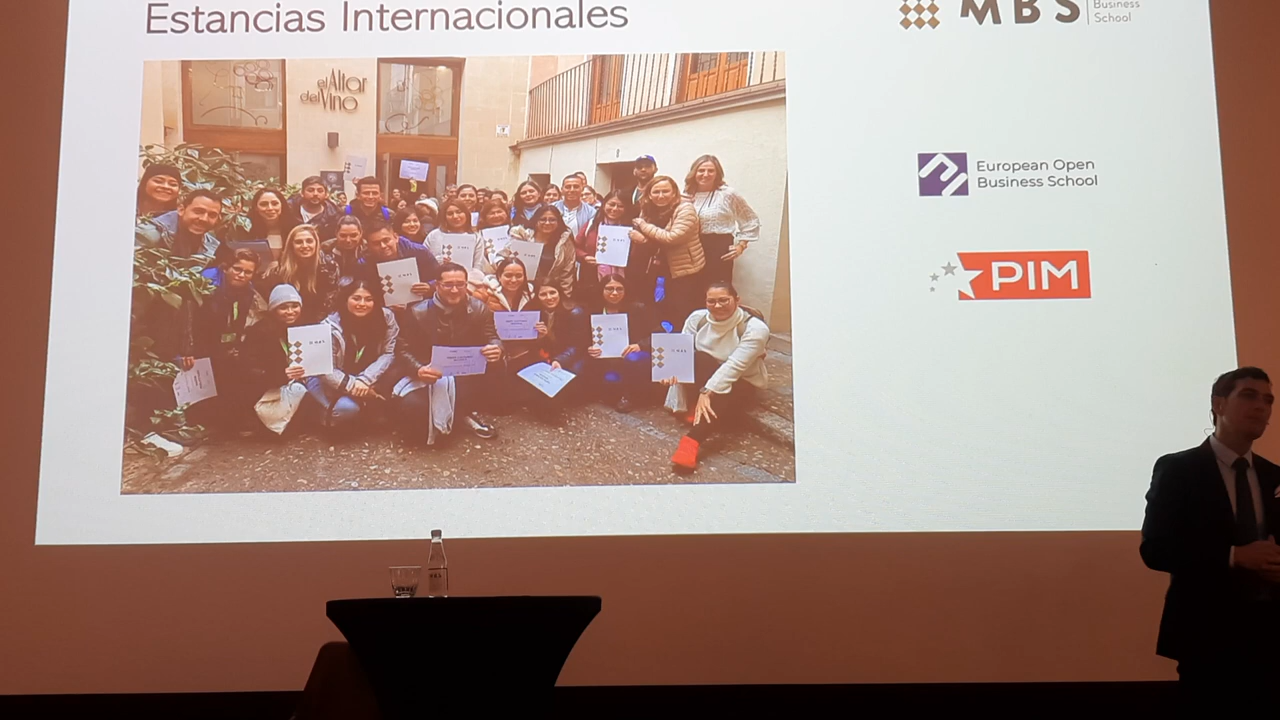 Estancias Internacionales
MBS
Business
School
el Altar
del Vino
European Open
Business School
PIM